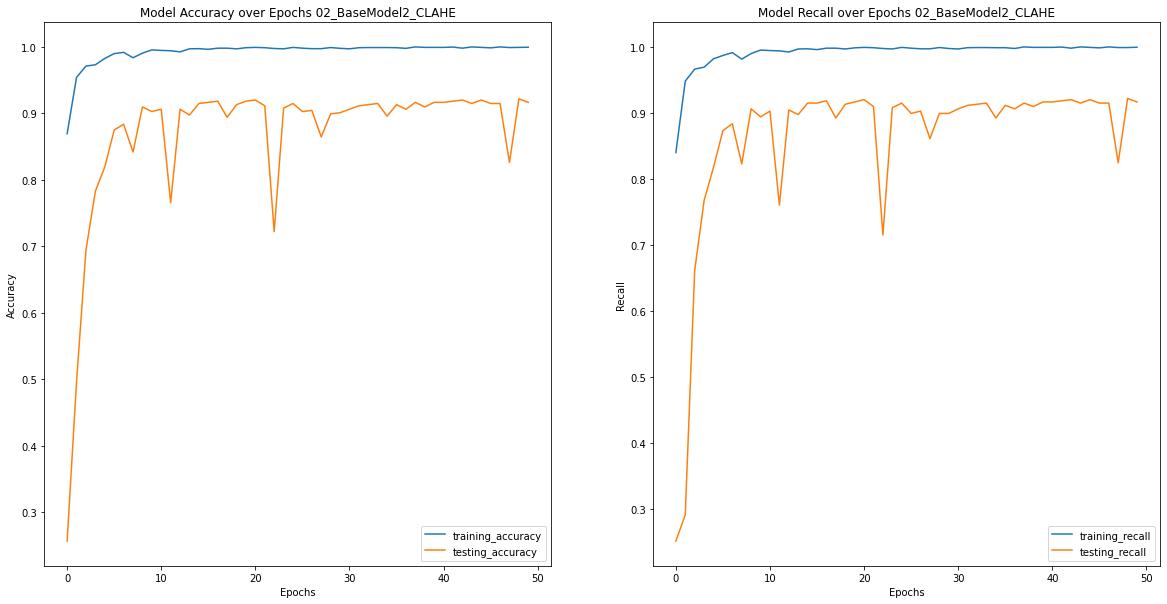 Model Accuracy over Epochs 02_BaseModel2_CLAHE
1.0
0.9
0.8
0.7
0.6
0.5
0.4
0.3
Accuracy
0 10 20 30 40 50
Epochs
training_accuracy
testing_accuracy
Model Recall over Epochs 02_BaseModel2_CLAHE
1.0
0.9
0.8
0.7
0.6
0.5
0.4
0.3
Recall
0 10 20 30 40 50
Epochs
training_recall
testing_recall